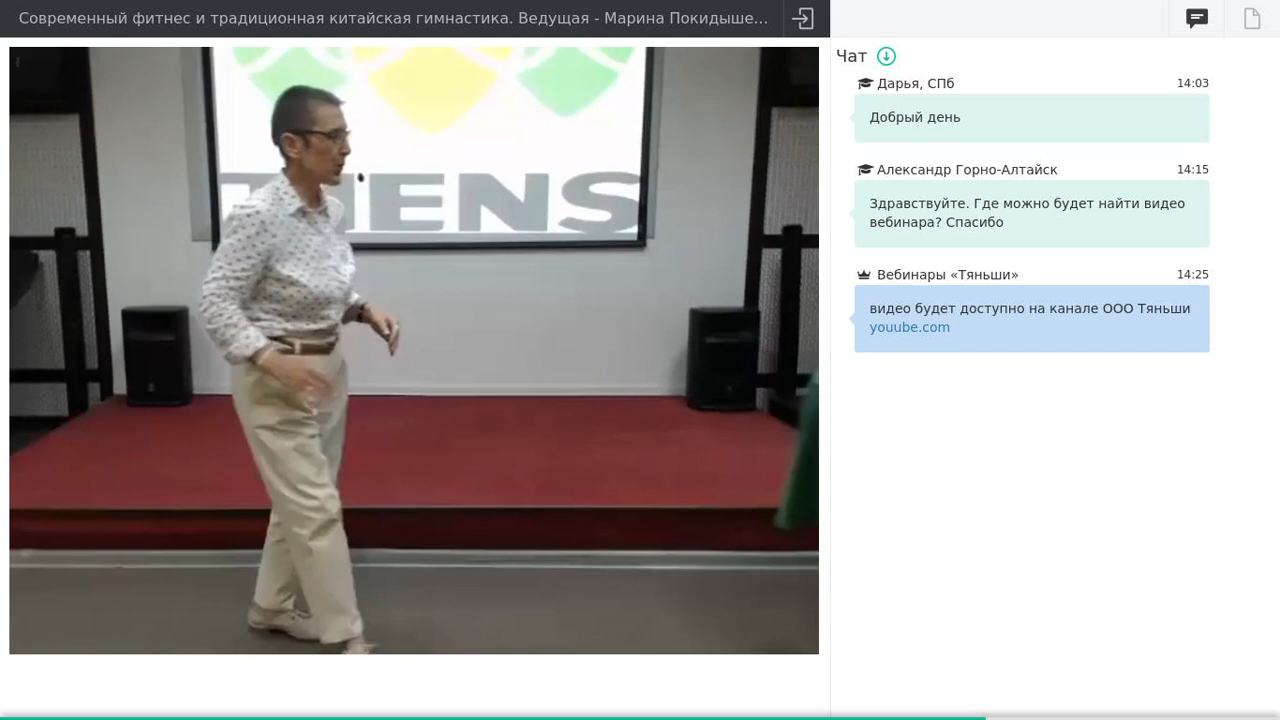 Современный фитнес и традиционная китайская гимнастика. Ведущая - Марина Покидыше...
TIENS
Чат
Дарья, СПб 14:03
Добрый день
Александр Горно-Алтайск 14:15
Здравствуйте. Где можно будет найти видео
вебинара? Спасибо
Вебинары «Тяньши» 14:25
видео будет доступно на канале ООО Тяньши
youube.com